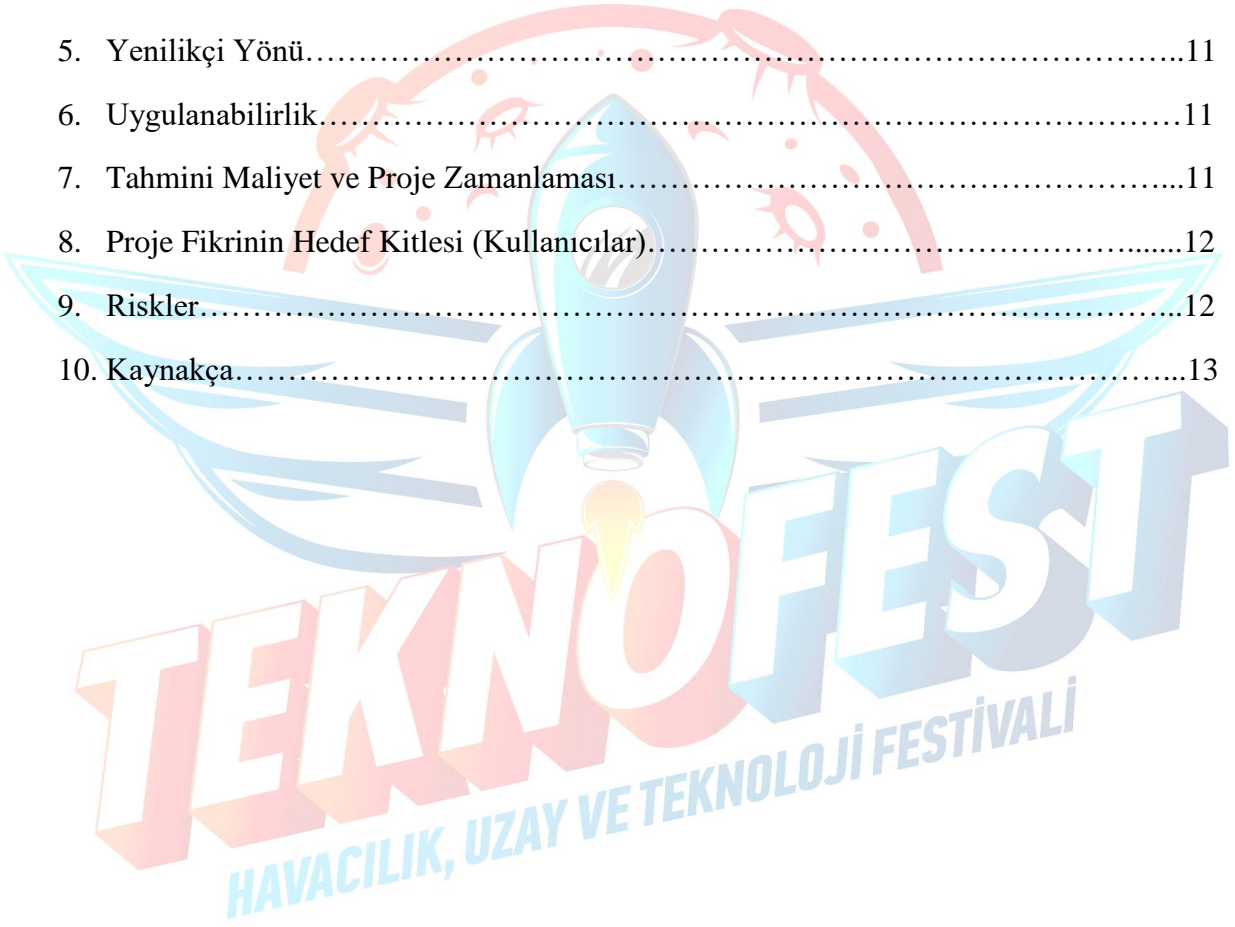 5. Yenilikçi Yönü……………………………………………………………………………..11
6. Uygulanabilirlik……………………………………………………………………………11
7. Tahmini Maliyet ve Proje Zamanlaması…………………………………………………...11
8. Proje Fikrinin Hedef Kitlesi (Kullanıcılar)………………………………………….......12
9. Riskler……………………………………………………………………………………...12
10. Kaynakça…………………………………………………………………………………...13
TEKNOFEST
HAVACILIK, UZAY VE TEKNOLOJİ FESTİVALİ